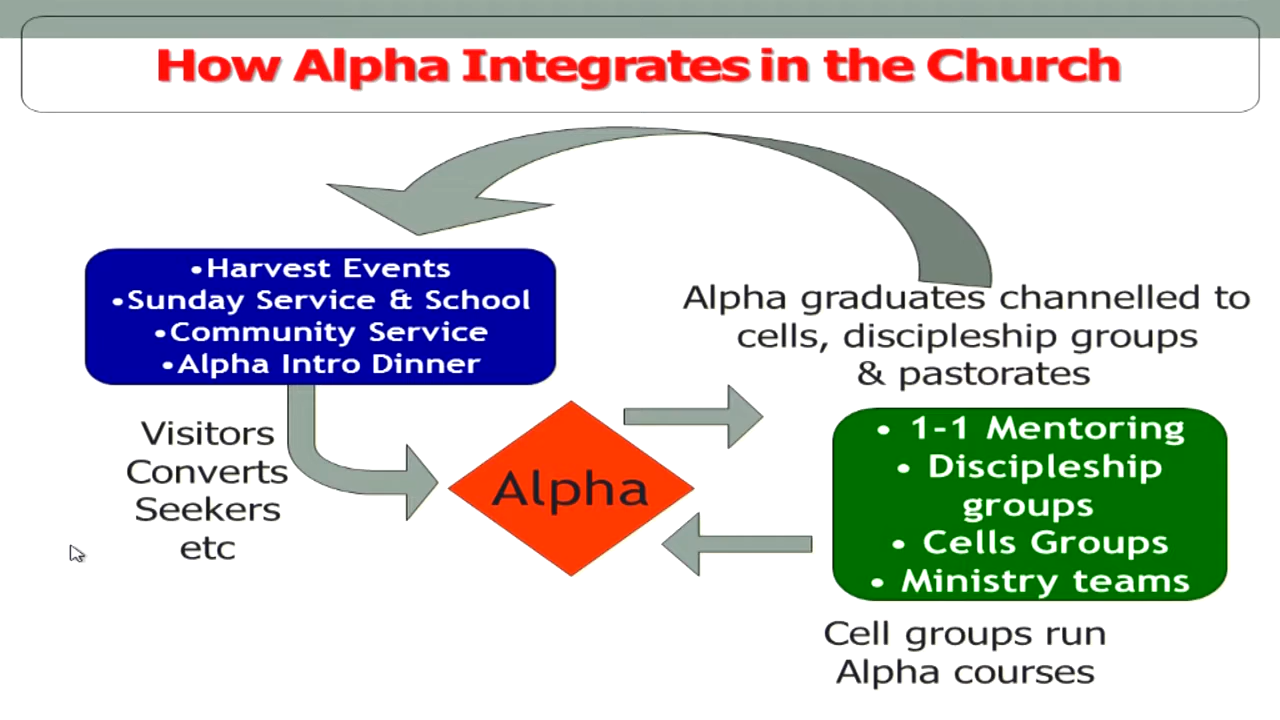 How Alpha Integrates in the Church
•Harvest Events
•Sunday Service & School
•Community Service
•Alpha Intro Dinner
Visitors
Converts
Seekers
etc
Alpha
Alpha graduates channelled to
cells, discipleship groups
& pastorates
• 1-1 Mentoring
• Discipleship
groups
• Cells Groups
• Ministry teams
Cell groups run
Alpha courses